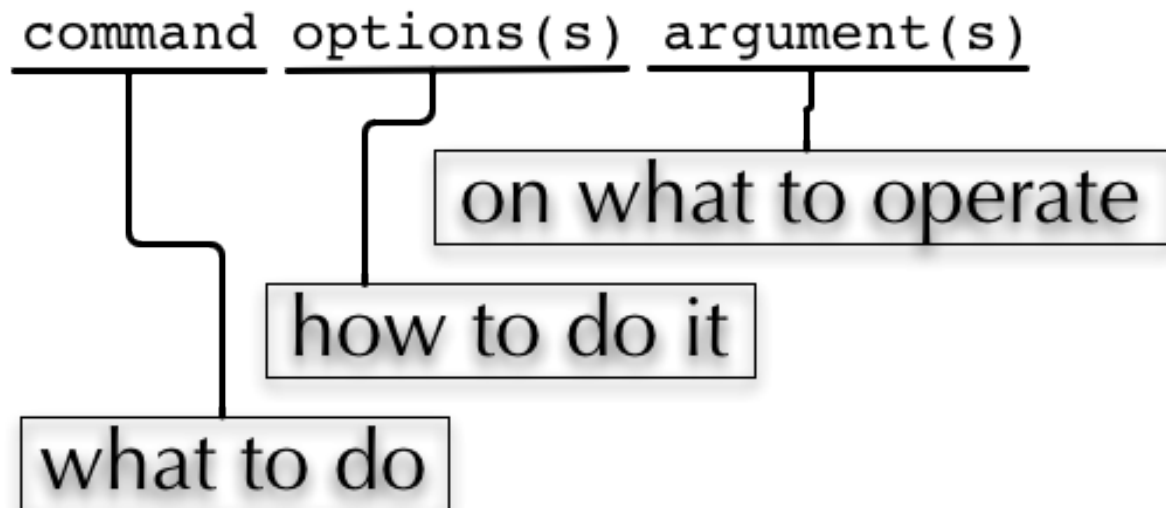 command options(s) argument(s)
on what to operate
how to do it
what to do